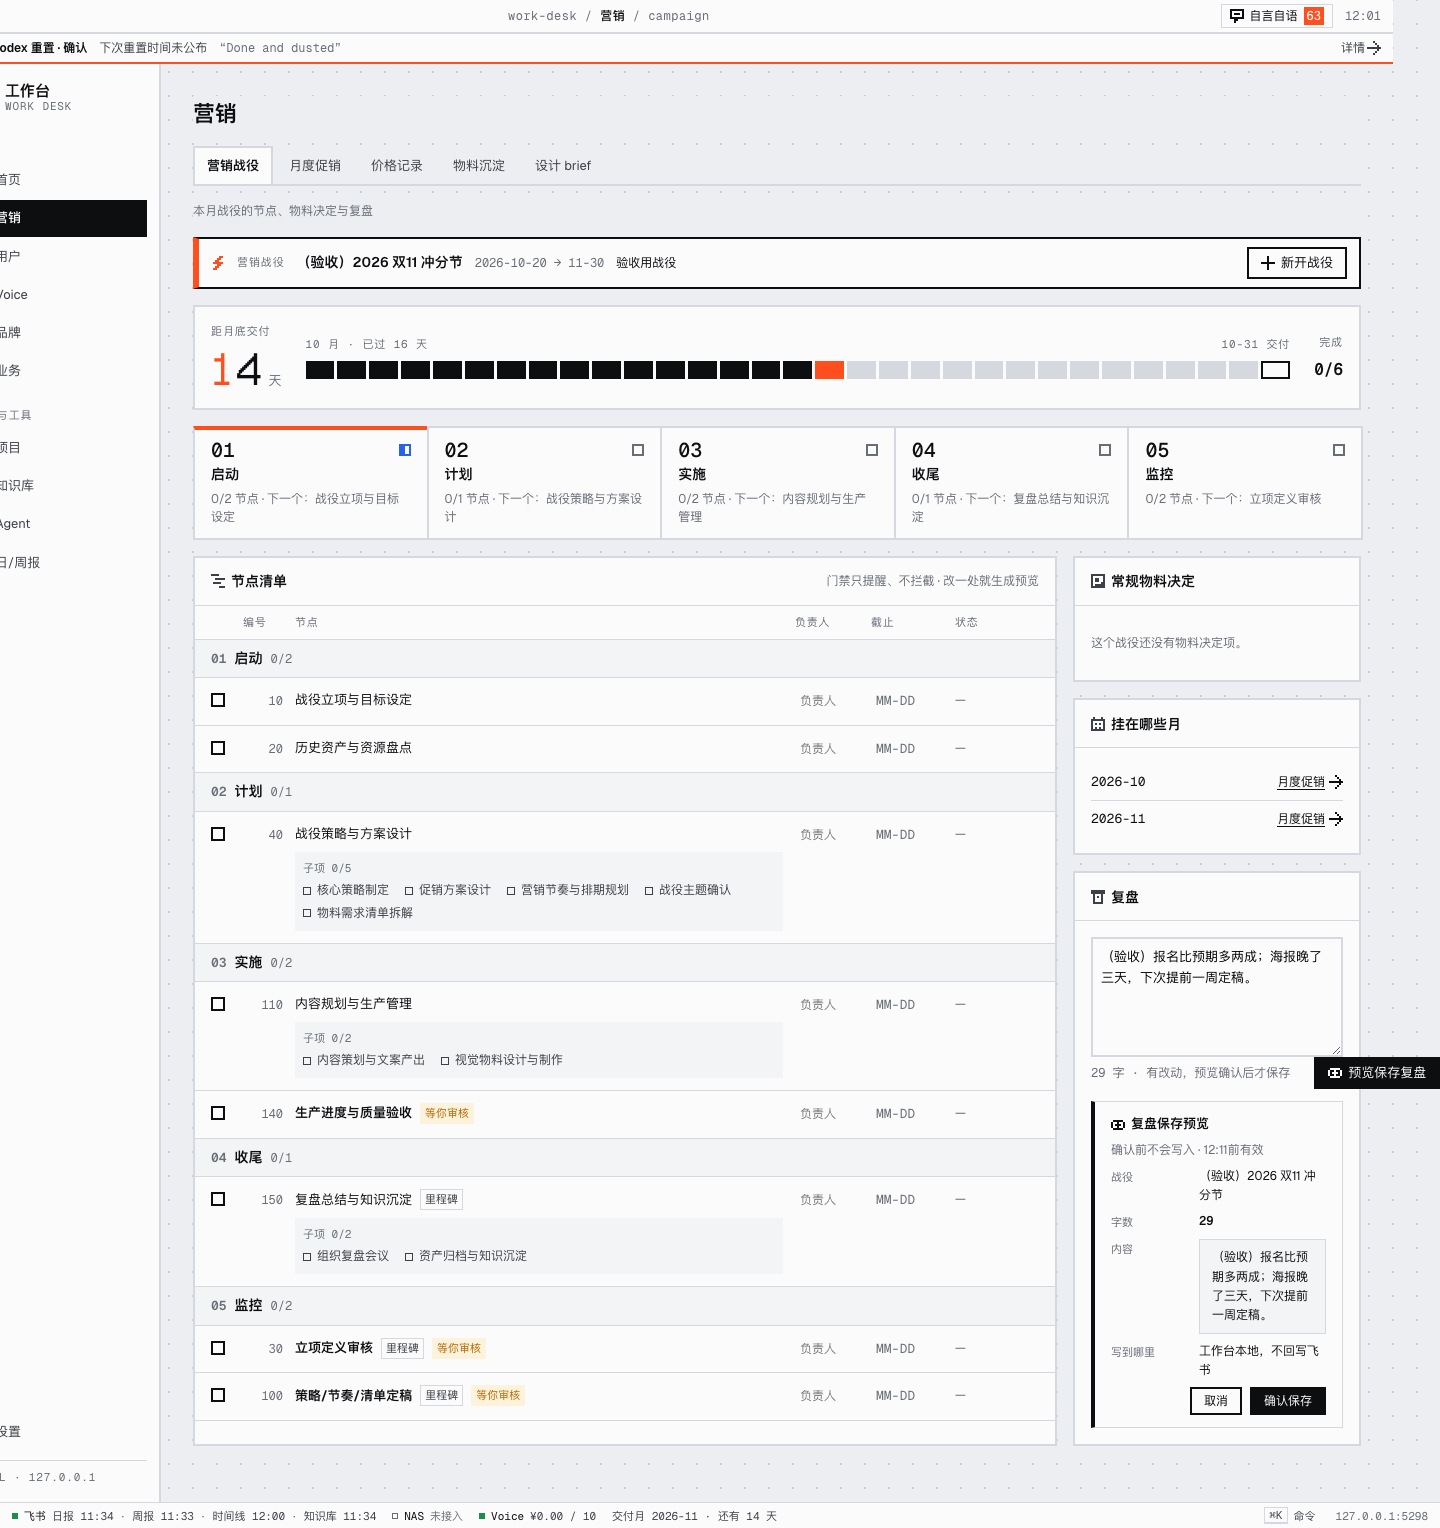 work-desk / 营销 / campaign
自言自语 63
12:01
odex 重置 · 确认 下次重置时间未公布 “Done and dusted”
详情
工作台
WORK DESK
首页
营销
用户
Voice
品牌
业务
与工具
项目
知识库
Agent
日/周报
设置
L · 127.0.0.1
营销
营销战役 月度促销 价格记录 物料沉淀 设计 brief
本月战役的节点、物料决定与复盘
营销战役 （验收）2026 双11 冲分节 2026-10-20 → 11-30 验收用战役
新开战役
距月底交付
14 天
10 月 · 已过 16 天
10-31 交付
完成
0/6
01
启动
0/2 节点 · 下一个：战役立项与目标
设定
02
计划
0/1 节点 · 下一个：战役策略与方案设
计
03
实施
0/2 节点 · 下一个：内容规划与生产
管理
04
收尾
0/1 节点 · 下一个：复盘总结与知识沉
淀
05
监控
0/2 节点 · 下一个：立项定义审核
节点清单
门禁只提醒、不拦截 · 改一处就生成预览
编号 节点 负责人 截止 状态
01 启动 0/2
10 战役立项与目标设定 负责人 MM-DD —
20 历史资产与资源盘点 负责人 MM-DD —
02 计划 0/1
40 战役策略与方案设计 负责人 MM-DD —
子项 0/5
核心策略制定 促销方案设计 营销节奏与排期规划 战役主题确认
物料需求清单拆解
03 实施 0/2
110 内容规划与生产管理 负责人 MM-DD —
子项 0/2
内容策划与文案产出 视觉物料设计与制作
140 生产进度与质量验收 等你审核 负责人 MM-DD —
04 收尾 0/1
150 复盘总结与知识沉淀 里程碑 负责人 MM-DD —
子项 0/2
组织复盘会议 资产归档与知识沉淀
05 监控 0/2
30 立项定义审核 里程碑 等你审核 负责人 MM-DD —
100 策略/节奏/清单定稿 里程碑 等你审核 负责人 MM-DD —
常规物料决定
这个战役还没有物料决定项。
挂在哪些月
2026-10 月度促销
2026-11 月度促销
复盘
（验收）报名比预期多两成；海报晚了
三天，下次提前一周定稿。
29 字 · 有改动，预览确认后才保存
预览保存复盘
复盘保存预览
确认前不会写入 · 12:11前有效
战役 （验收）2026 双11 冲
分节
字数 29
内容 （验收）报名比预
期多两成；海报晚
了三天，下次提前
一周定稿。
写到哪里 工作台本地，不回写飞
书
取消 确认保存
飞书 日报 11:34 · 周报 11:33 · 时间线 12:00 · 知识库 11:34 NAS 未接入 Voice ¥0.00 / 10 交付月 2026-11 · 还有 14 天
⌘K 命令 127.0.0.1:5298